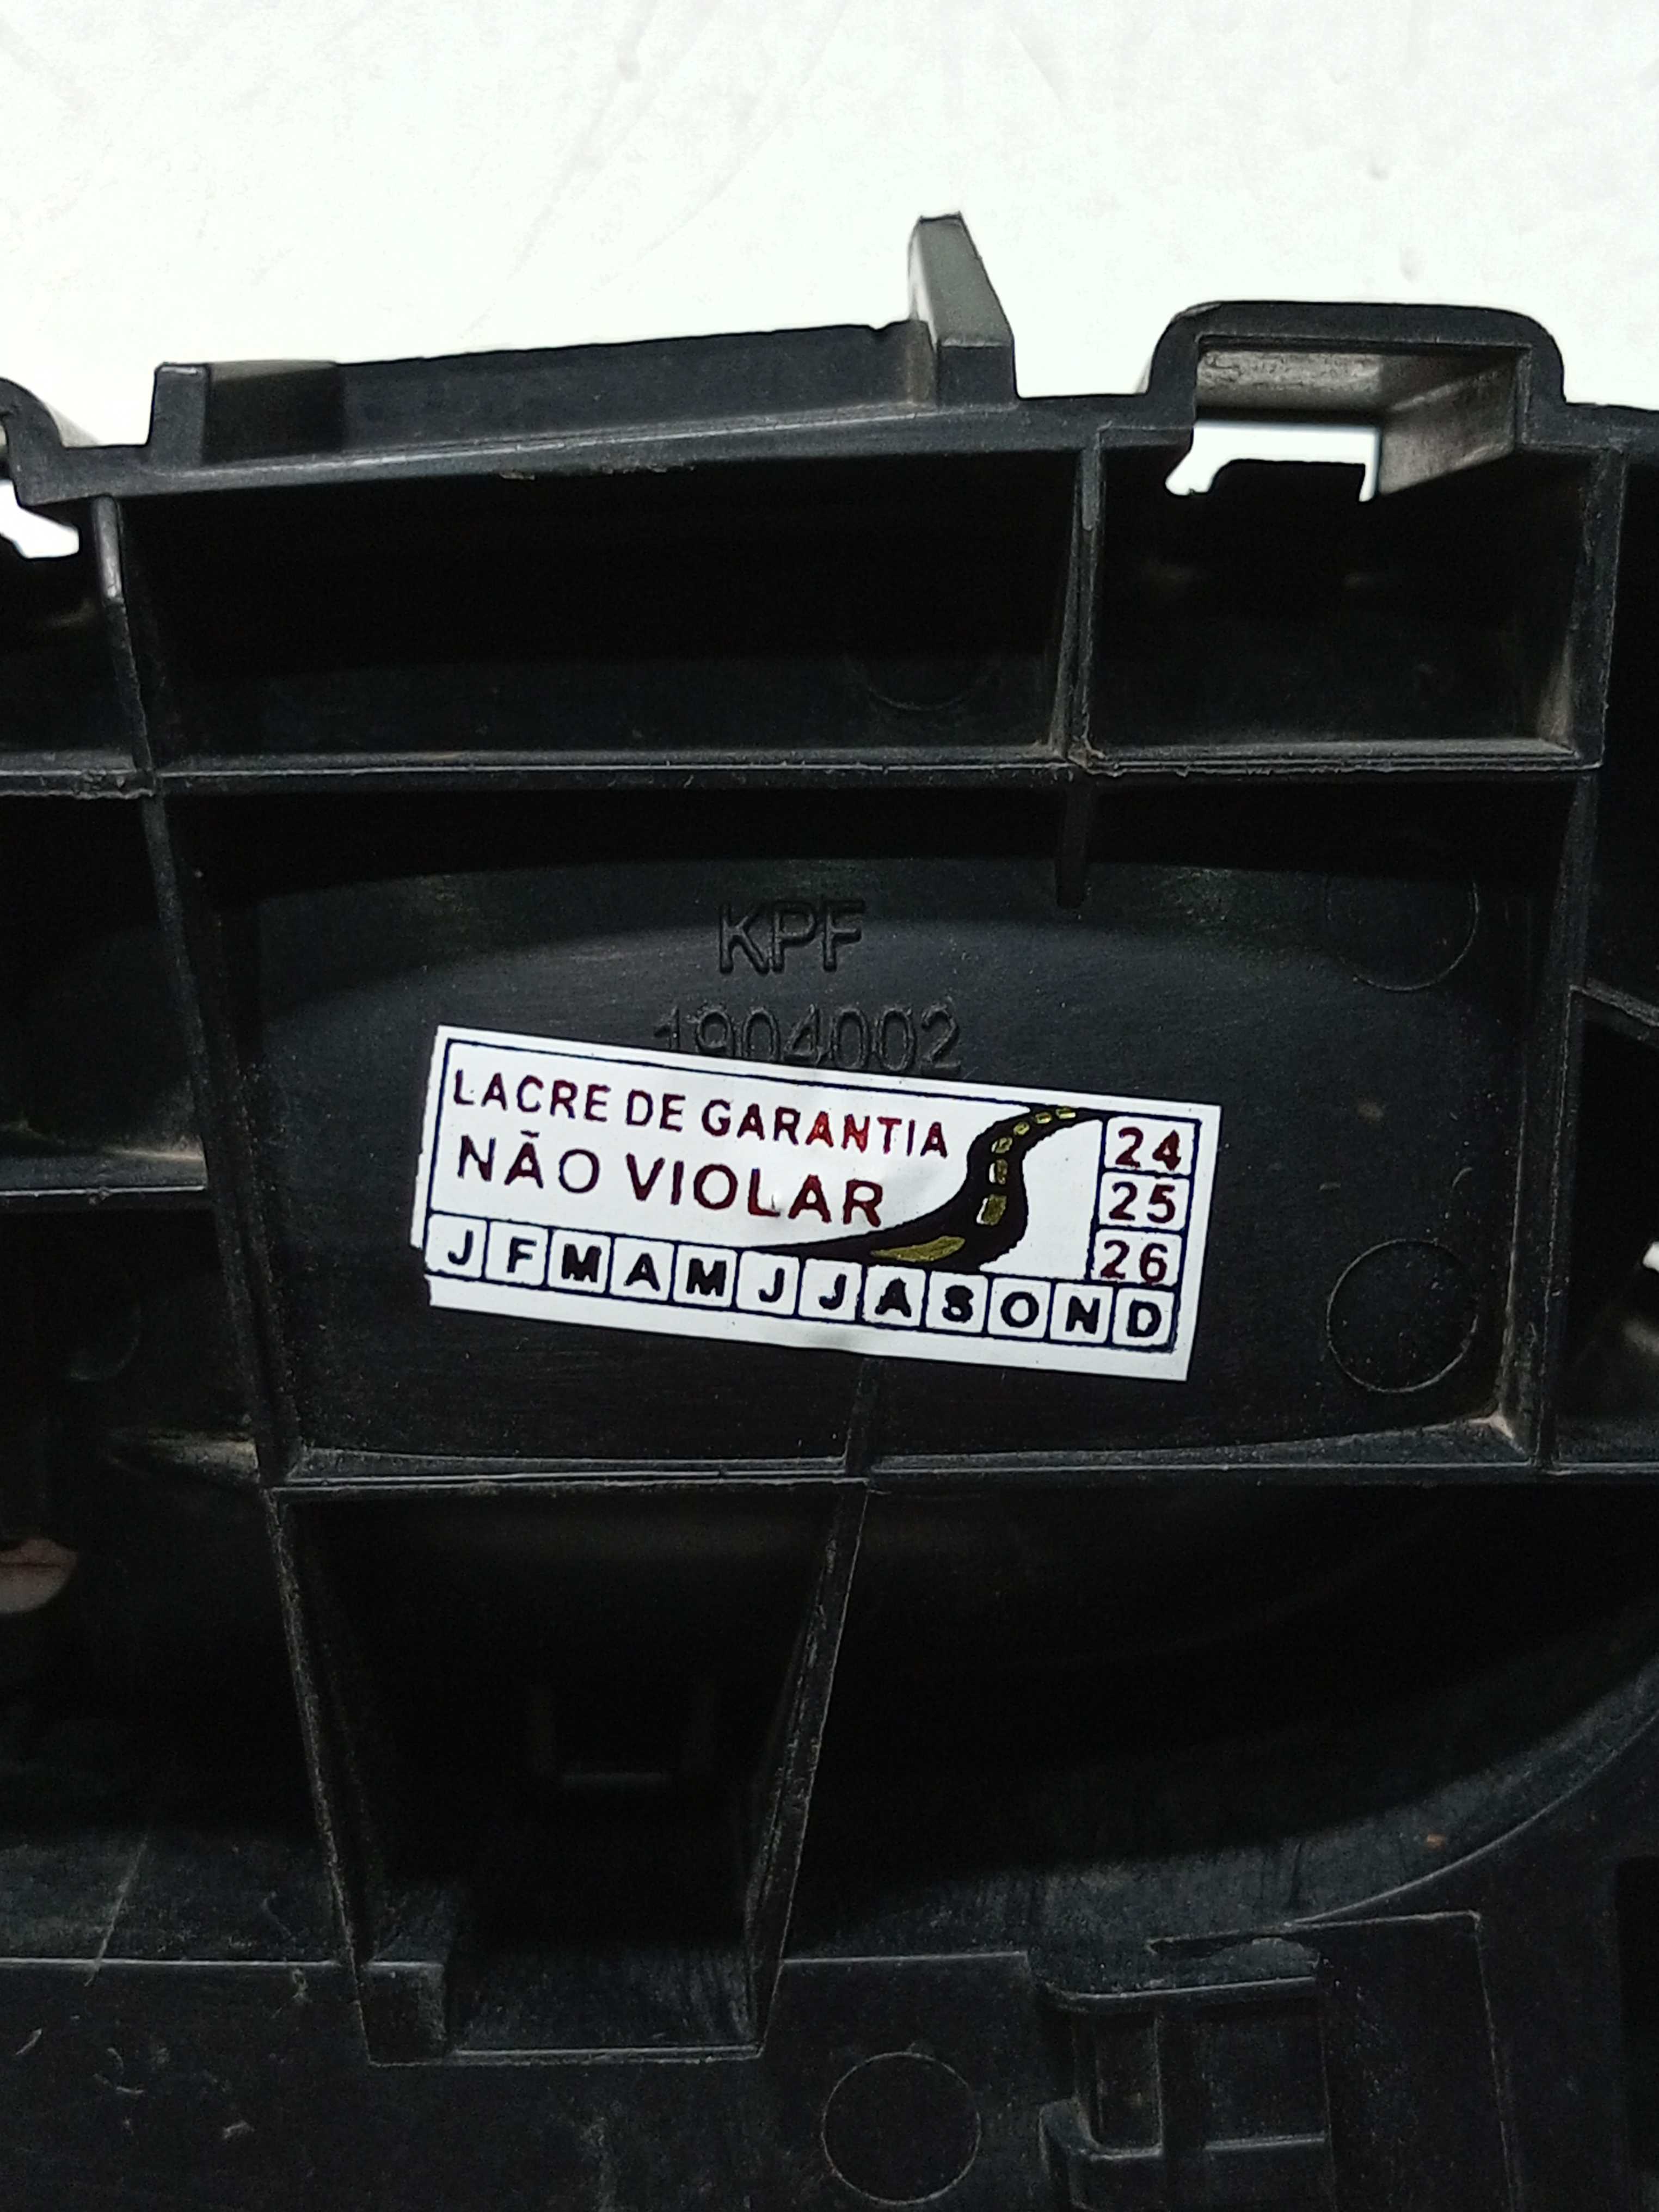 KPF
1904002
LACRE DE GARANTIA
NÃO VIOLAR
24
25
26
J F M A M J J A S O N D